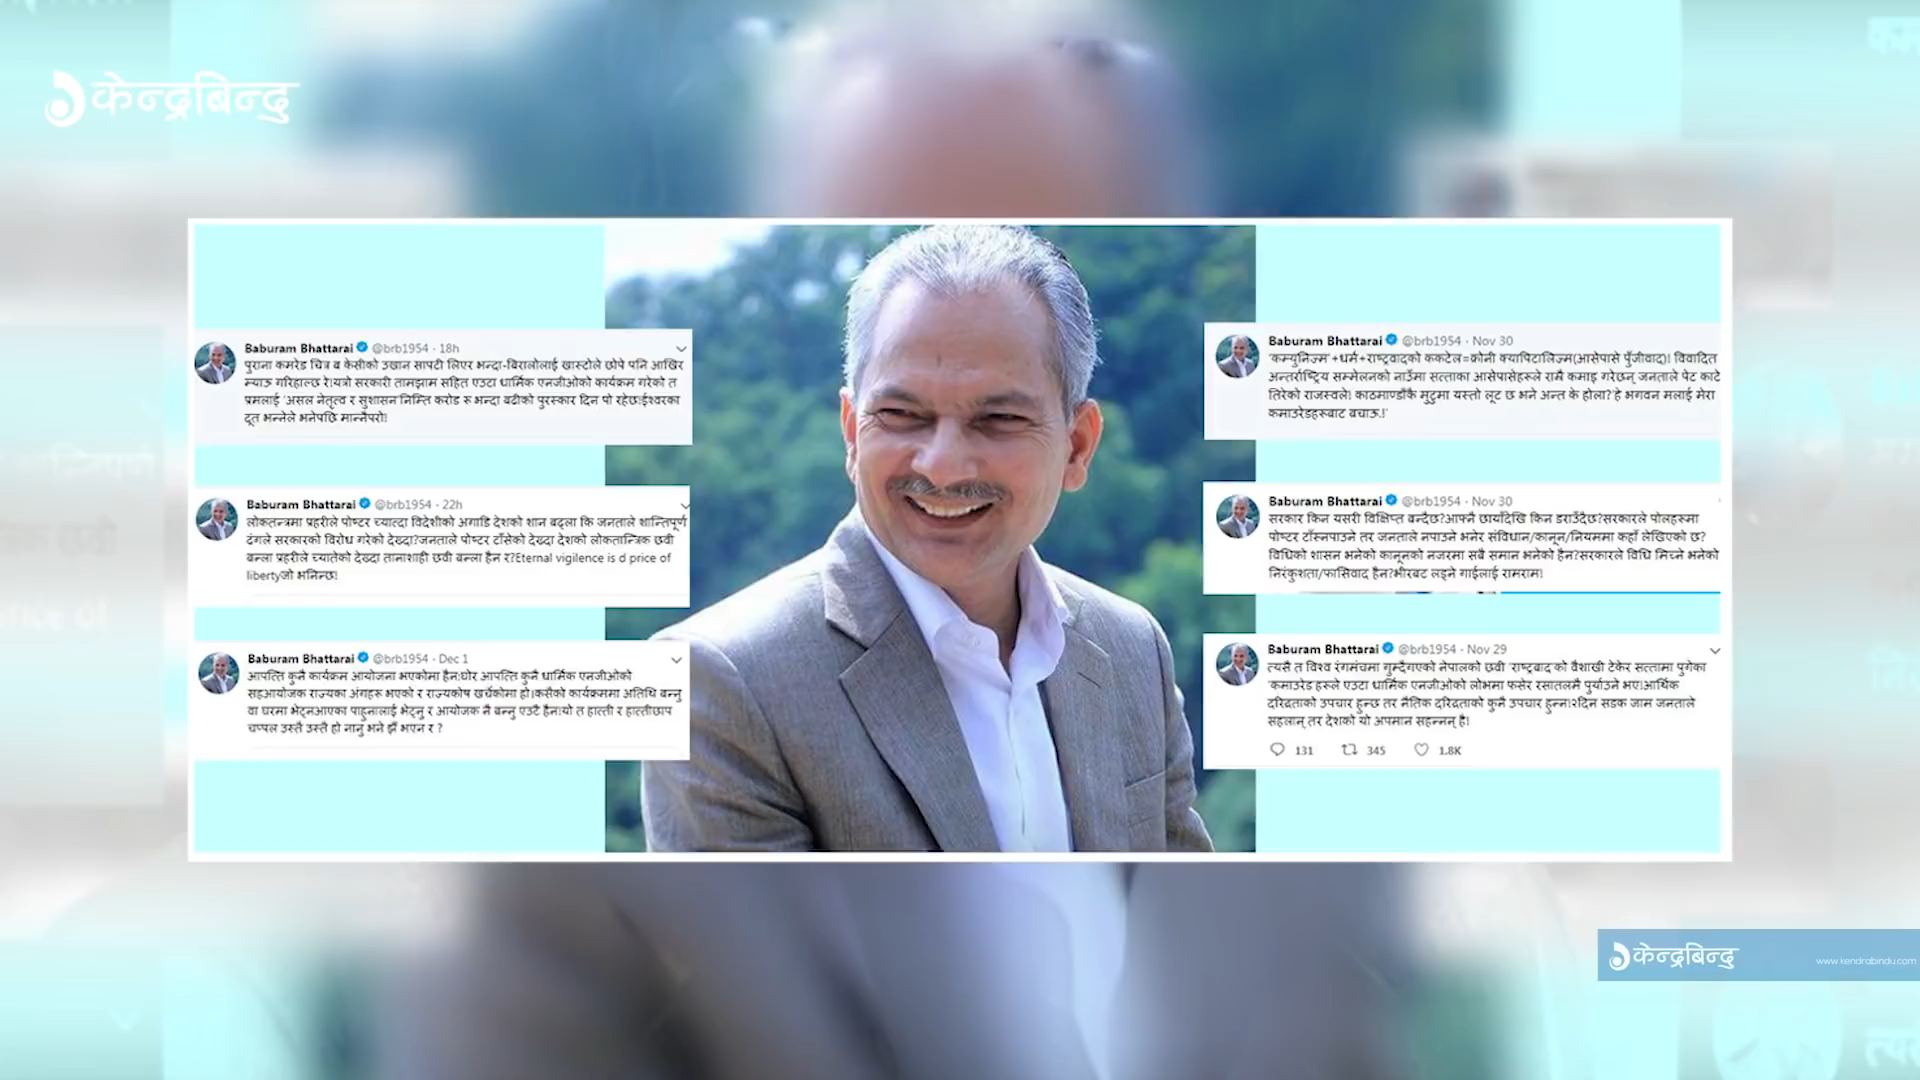 केन्द्रबिन्दु
Baburam Bhattarai @brb1954 · 18h
पुराना कमरेड चित्र ब केसीको उखान सापटी लिएर भन्दा-बिरालोलाई खास्टोले छोपे पनि आखिर
म्याऊ गरिहाल्छ रे!यत्रो सरकारी तामझाम सहित एउटा धार्मिक एनजीओको कार्यक्रम गरेको त
प्रमलाई 'असल नेतृत्व र सुशासन'निम्ति करोड रू भन्दा बढीको पुरस्कार दिन पो रहेछ!ईश्वरका
दूत भन्नेले भनेपछि मान्नैपरो!
Baburam Bhattarai @brb1954 · 22h
लोकतन्त्रमा प्रहरीले पोष्टर च्यात्दा विदेशीको अगाडि देशको शान बढ्ला कि जनताले शान्तिपूर्ण
ढंगले सरकारको विरोध गरेको देख्दा?जनताले पोष्टर टाँसेको देख्दा देशको लोकतान्त्रिक छवी
बन्ला प्रहरीले च्यातेको देख्दा तानाशाही छवी बन्ला हैन र?Eternal vigilence is d price of
libertyजो भनिन्छ!
Baburam Bhattarai @brb1954 · Dec 1
आपत्ति कुनै कार्यक्रम आयोजना भएकोमा हैन;घोर आपत्ति कुनै धार्मिक एनजीओको
सहआयोजक राज्यका अंगहरू भएको र राज्यकोष खर्चेकोमा हो।कसैको कार्यक्रममा अतिथि बन्नु
वा घरमा भेट्नआएका पाहुनालाई भेट्नु र आयोजक नै बन्नु एउटै हैन।यो त हात्ती र हात्तीछाप
चप्पल उस्तै उस्तै हो नानु भने झैं भएन र ?
Baburam Bhattarai @brb1954 · Nov 30
'कम्युनिज्म'+धर्म+राष्ट्रवादको ककटेल=क्रोनी क्यापिटालिज्म(आसेपासे पुँजीवाद)! विवादित
अन्तर्राष्ट्रिय सम्मेलनको नाउँमा सत्ताका आसेपासेहरूले राम्रै कमाइ गरेछन् जनताले पेट काटे
तिरेको राजस्वले! काठमाण्डौंकै मुटुमा यस्तो लूट छ भने अन्त के होला?'हे भगवन मलाई मेरा
कमाउरेडहरूबाट बचाऊ.!'
Baburam Bhattarai @brb1954 · Nov 30
सरकार किन यसरी विक्षिप्त बन्दैछ?आफ्नै छायाँदेखि किन डराउँदैछ?सरकारले पोलहरूमा
पोष्टर टाँस्नपाउने तर जनताले नपाउने भनेर संविधान/कानून/नियममा कहाँ लेखिएको छ?
विधिको शासन भनेको कानूनको नजरमा सबै समान भनेको हैन?सरकारले विधि मिच्ने भनेको
निरंकुशता/फासिवाद हैन?भीरबट लड्ने गाईलाई रामराम!
Baburam Bhattarai @brb1954 · Nov 29
त्यसै त विश्व रंगमंचमा गुम्दैगएको नेपालको छवी 'राष्ट्रबाद'को वैशाखी टेकेर सत्तामा पुगेका
'कमाउरेड'हरूले एउटा धार्मिक एनजीओको लोभमा फसेर रसातलमै पुर्याउने भए!आर्थिक
दरिद्रताको उपचार हुन्छ तर नैतिक दरिद्रताको कुनै उपचार हुन्न।२दिन सडक जाम जनताले
सहलान् तर देशको यो अपमान सहन्नन् है।
131 345 1.8K
केन्द्रबिन्दु www.kendrabindu.com